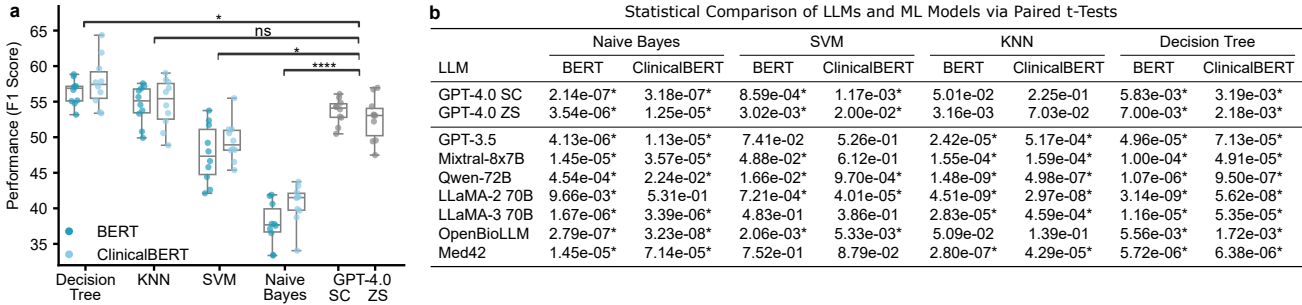 a
* 
ns
*
****
Performance (F1 Score)
65
60
55
50
45
40
35
BERT
ClinicalBERT
Decision Tree
KNN
SVM
Naive Bayes
GPT-4.0
SC ZS
b
Statistical Comparison of LLMs and ML Models via Paired t-Tests
Naive Bayes SVM KNN Decision Tree
LLM BERT ClinicalBERT BERT ClinicalBERT BERT ClinicalBERT BERT ClinicalBERT
GPT-4.0 SC 2.14e-07* 3.18e-07* 8.59e-04* 1.17e-03* 5.01e-02 2.25e-01 5.83e-03* 3.19e-03*
GPT-4.0 ZS 3.54e-06* 1.25e-05* 3.02e-03* 2.00e-02 3.16e-03 7.03e-02 7.00e-03* 2.18e-03*
GPT-3.5 4.13e-06* 1.13e-05* 7.41e-02 5.26e-01 2.42e-05* 5.17e-04* 4.96e-05* 7.13e-05*
Mixtral-8x7B 1.45e-05* 3.57e-05* 4.88e-02* 6.12e-01 1.55e-04* 1.59e-04* 1.00e-04* 4.91e-05*
Qwen-72B 4.54e-04* 2.24e-02* 1.66e-02* 9.70e-04* 1.48e-09* 4.98e-07* 1.07e-06* 9.50e-07*
LLaMA-2 70B 9.66e-03* 5.31e-01 7.21e-04* 4.01e-05* 4.51e-09* 2.97e-08* 3.14e-09* 5.62e-08*
LLaMA-3 70B 1.67e-06* 3.39e-06* 4.83e-01 3.86e-01 2.83e-05* 4.59e-04* 1.16e-05* 5.35e-05*
OpenBioLLM 2.79e-07* 3.23e-08* 2.06e-03* 5.33e-03* 5.09e-02 1.39e-01 5.56e-03* 1.72e-03*
Med42 1.45e-05* 7.14e-05* 7.52e-01 8.79e-02 2.80e-07* 4.29e-05* 5.72e-06* 6.38e-06*